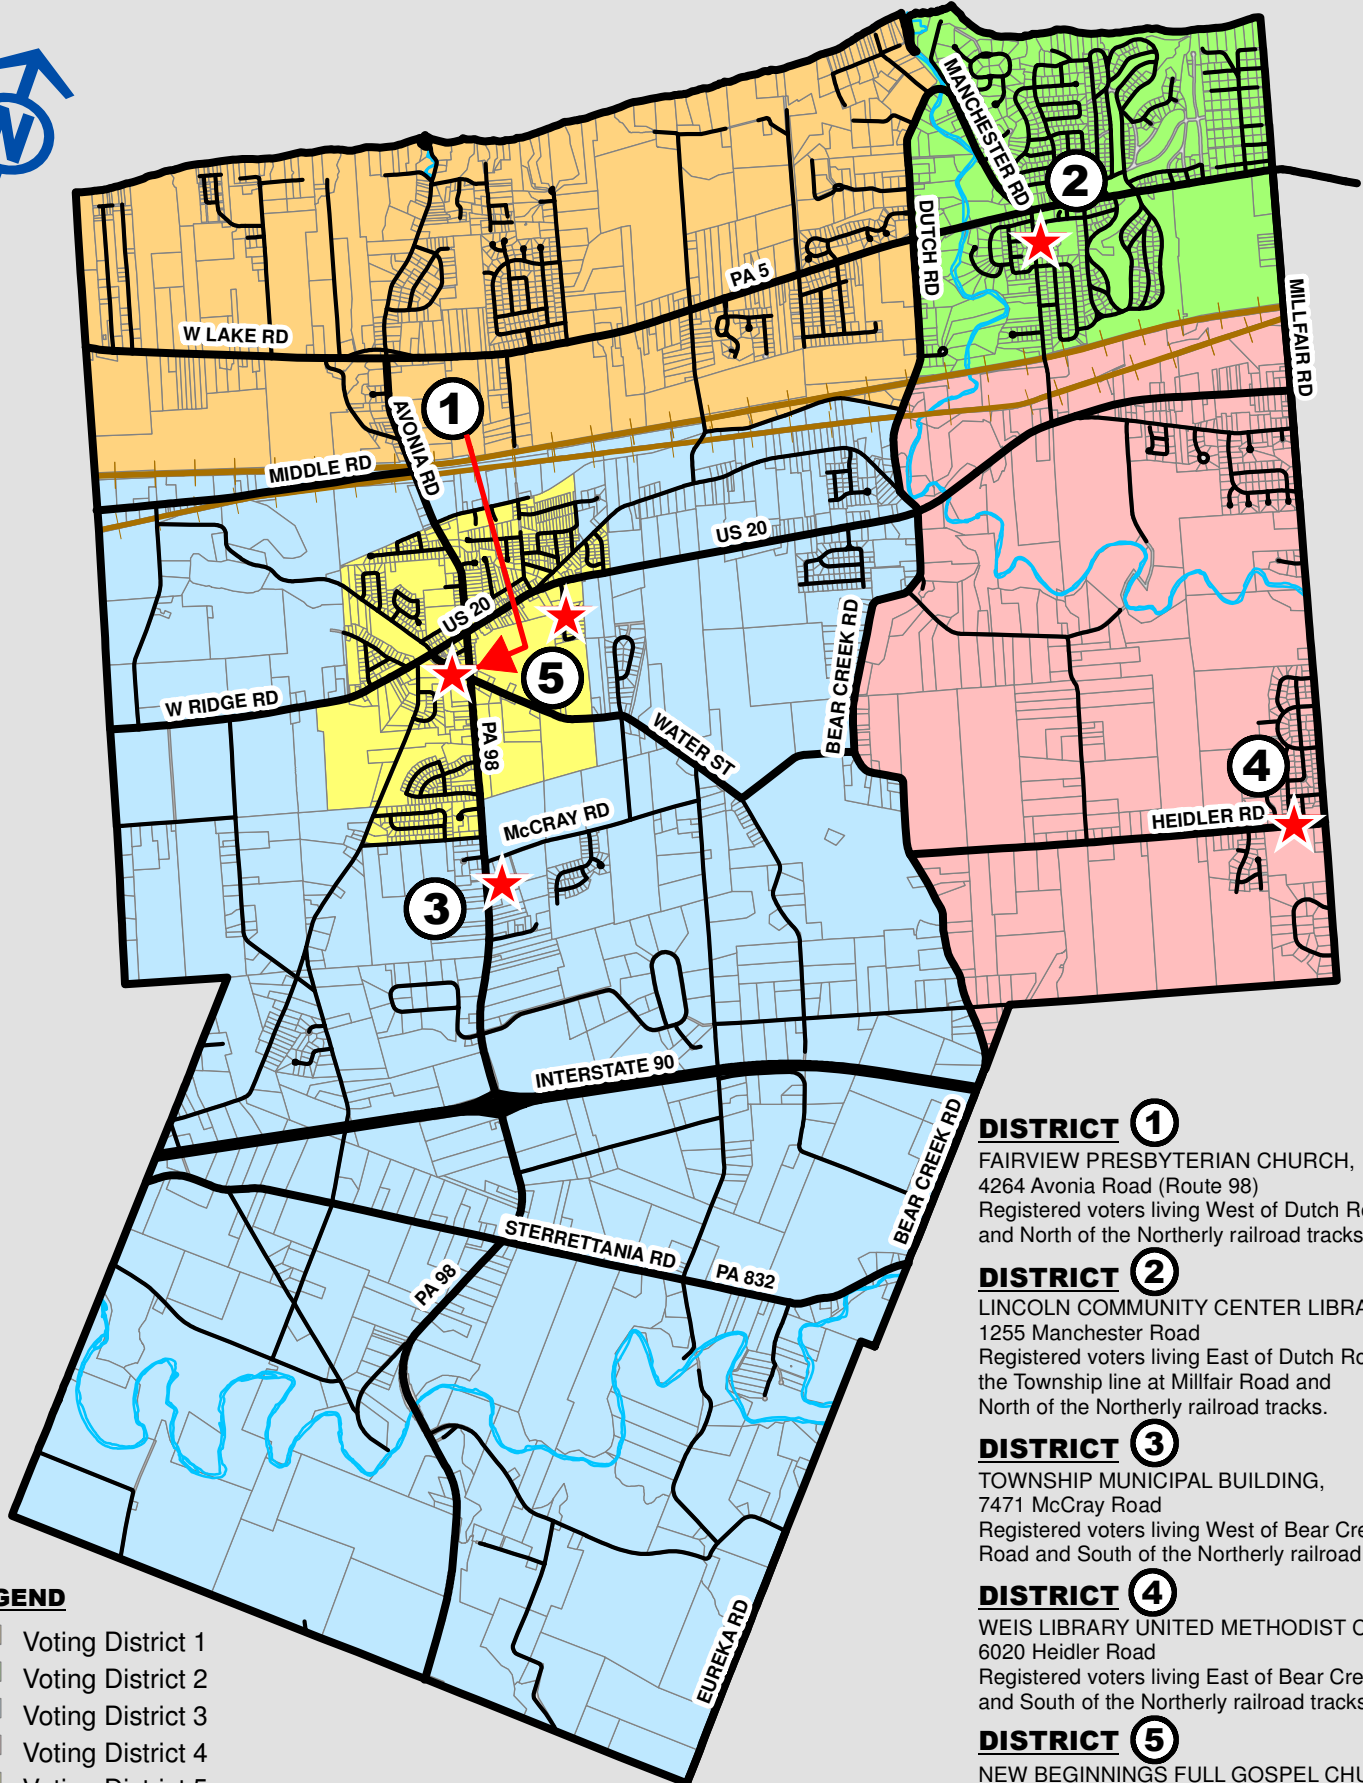 N
MANCHESTER RD
2
DUTCH RD
PA 5
MILLFAIR RD
W LAKE RD
1
AVONIA RD
MIDDLE RD
US 20
US 20
5
W RIDGE RD
BEAR CREEK RD
WATER ST
PA 98
4
HEIDLER RD
McCRAY RD
3
INTERSTATE 90
BEAR CREEK RD
STERRETTANIA RD
PA 832
PA 98
EUREKA RD
DISTRICT 1
FAIRVIEW PRESBYTERIAN CHURCH,
4264 Avonia Road (Route 98)
Registered voters living West of Dutch
and North of the Northerly railroad tracks
DISTRICT 2
LINCOLN COMMUNITY CENTER
1255 Manchester Road
Registered voters living East of Dutch
the Township line at Millfair Road and
North of the Northerly railroad tracks.
DISTRICT 3
TOWNSHIP MUNICIPAL BUILDING,
7471 McCray Road
Registered voters living West of Bear
Road and South of the Northerly railroad
DISTRICT 4
WEIS LIBRARY UNITED METHODIST
6020 Heidler Road
Registered voters living East of Bear
and South of the Northerly railroad tracks
DISTRICT 5
NEW BEGINNINGS FULL GOSPEL
Voting District 1
Voting District 2
Voting District 3
Voting District 4
Voting District 5